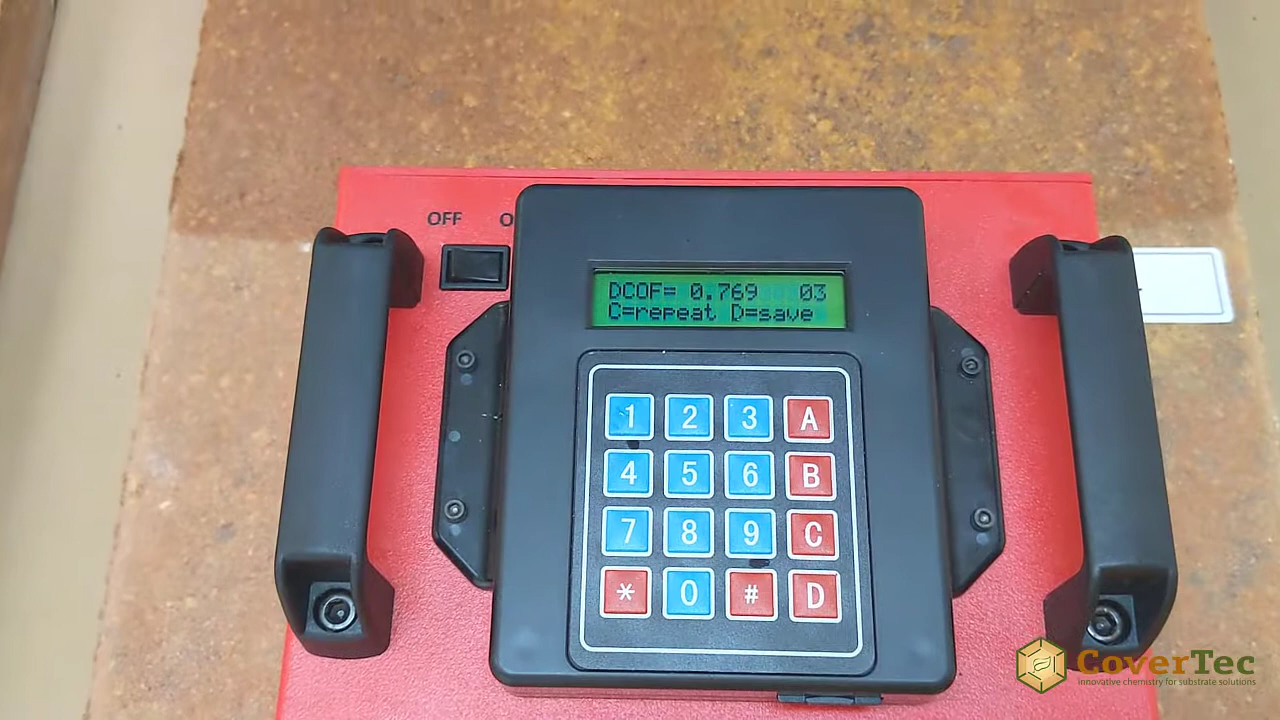 OFF O
DCOF= 0.769 03
C=repeat D=save
1 2 3 A
4 5 6 B
7 8 9 C
* 0 # D
CoverTec
innovative chemistry for substrate solutions